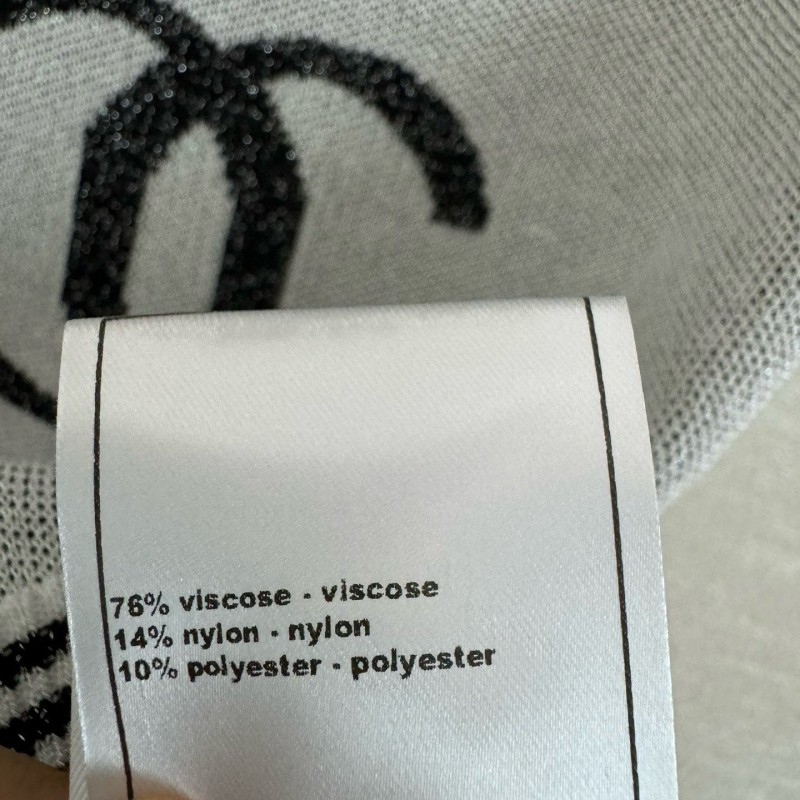 76% viscose - viscose
14% nylon - nylon
10% polyester - polyester